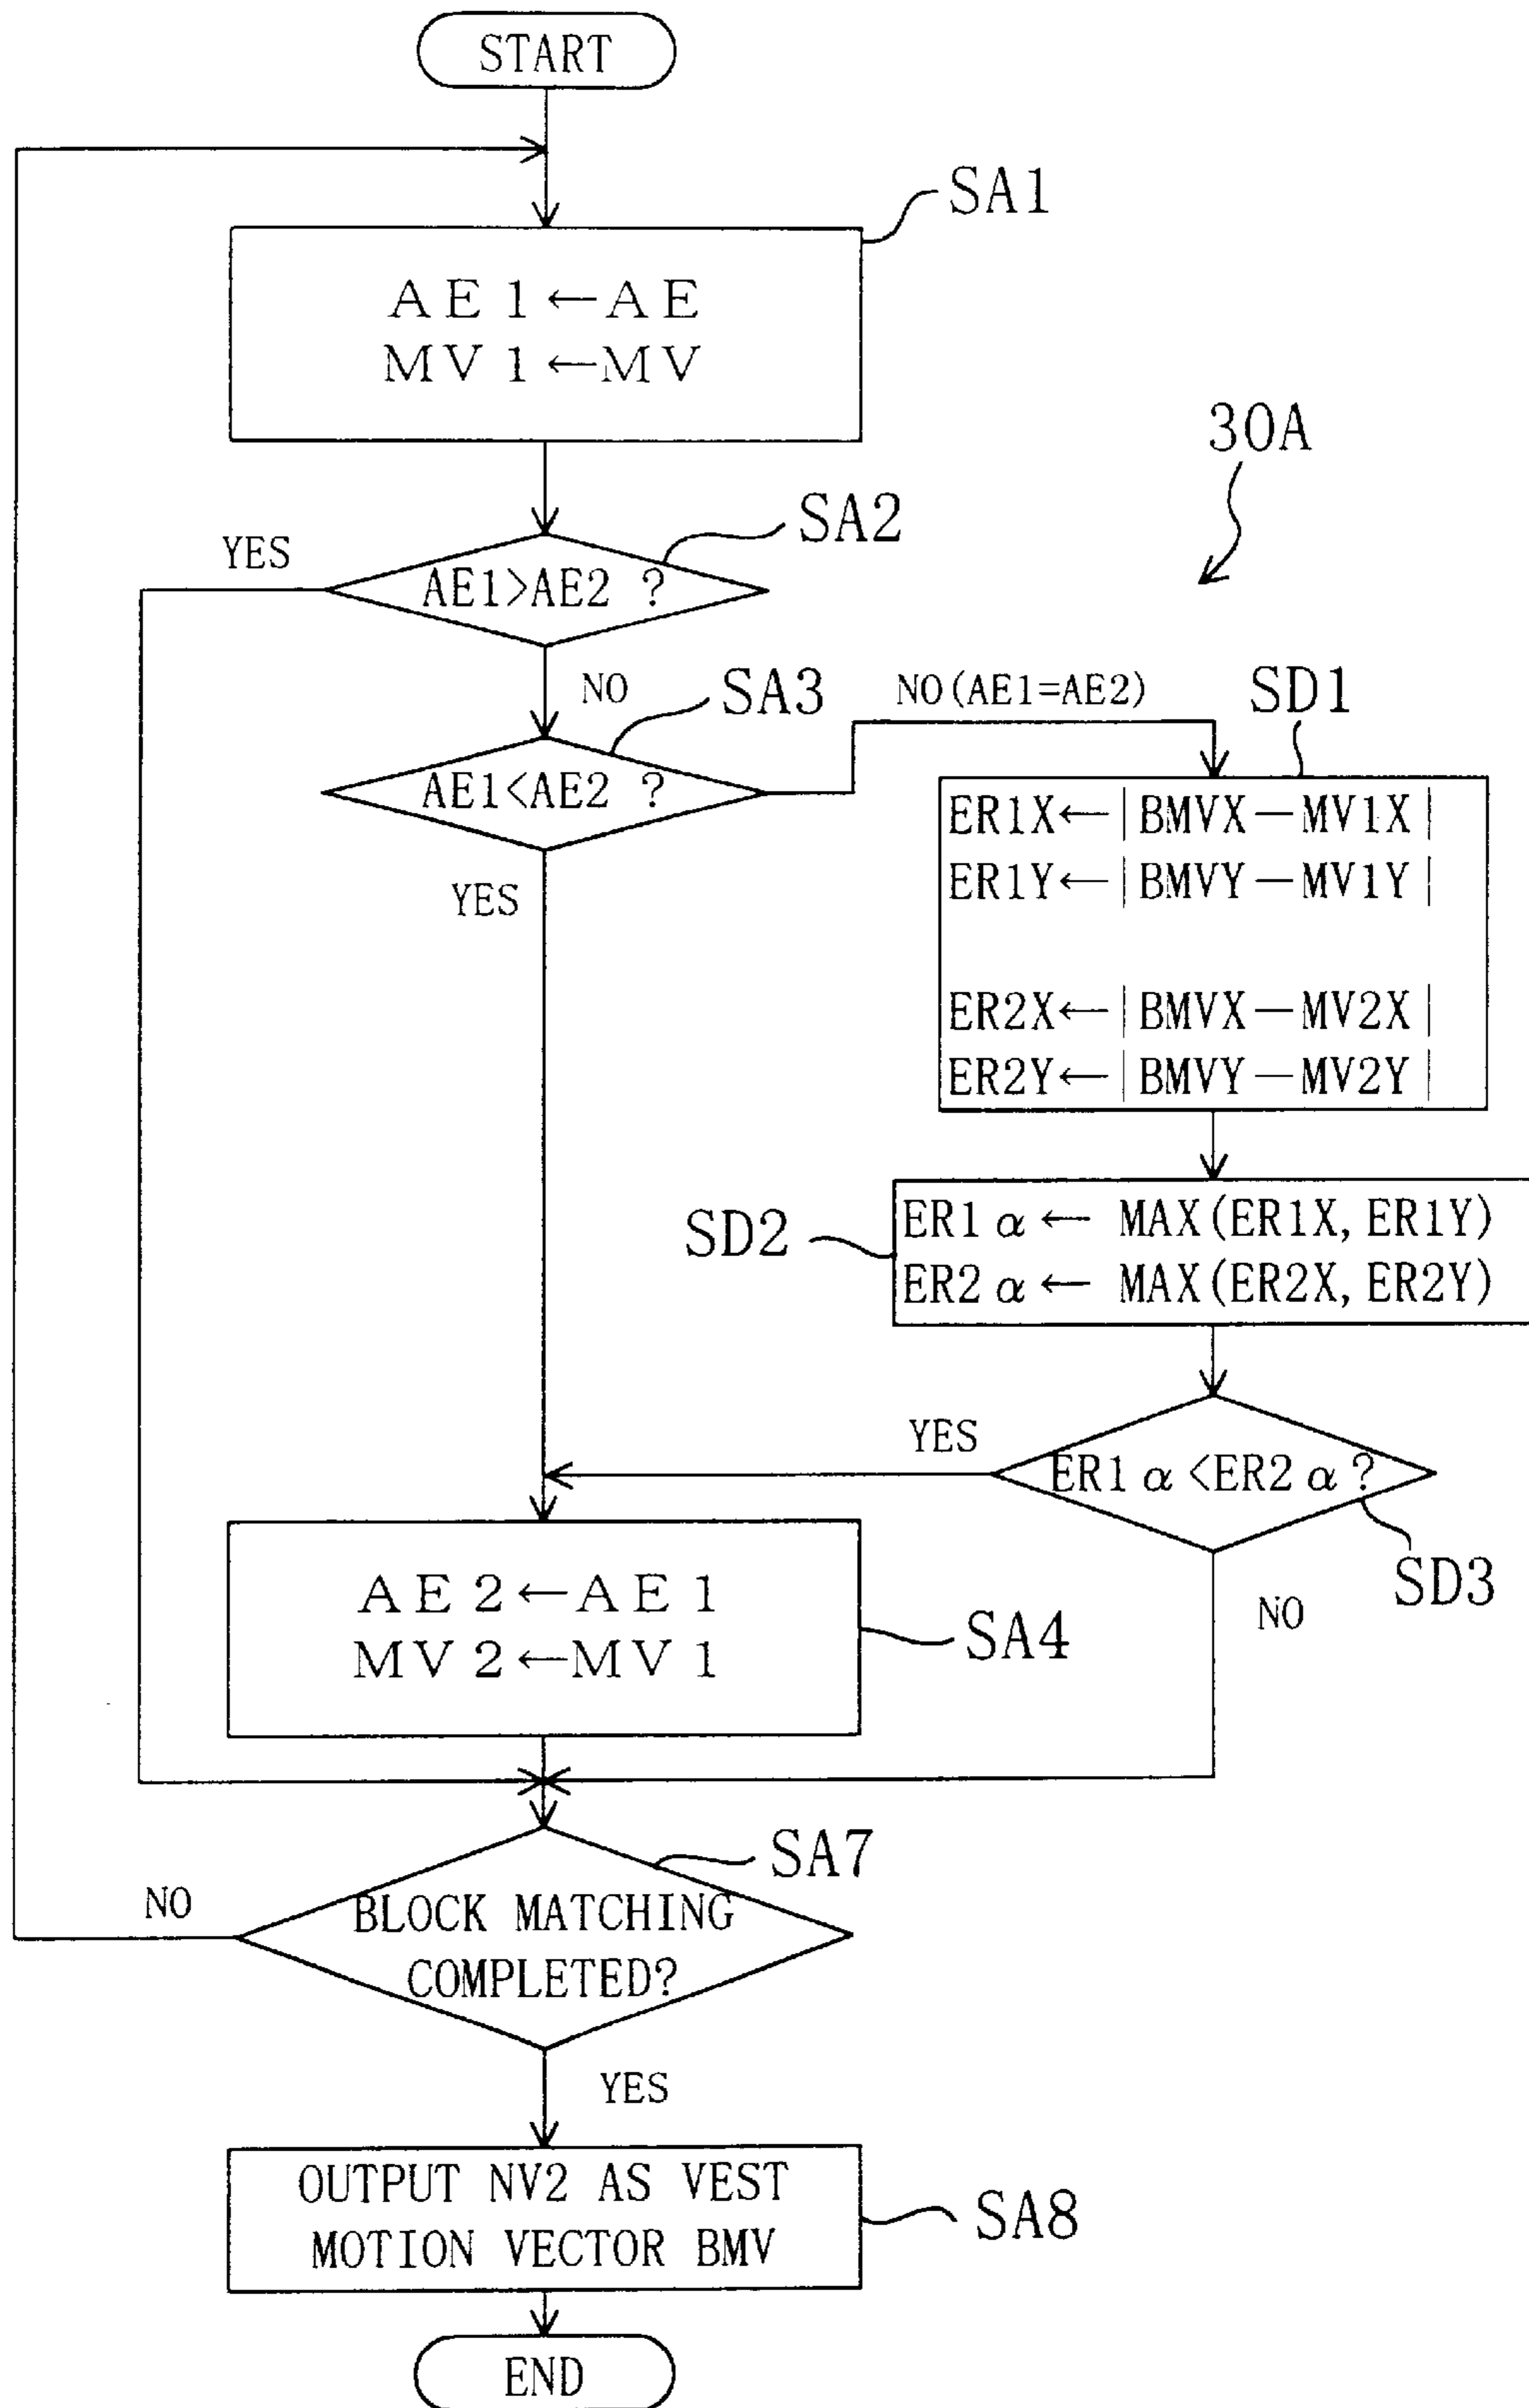 START
SA1
AE1←AE
MV1←MV
30A
SA2
YES
AE1>AE2 ?
NO
SA3
NO(AE1=AE2)
SD1
AE1<AE2 ?
YES
ER1X←|BMVX−MV1X|
ER1Y←|BMVY−MV1Y|
ER2X←|BMVX−MV2X|
ER2Y←|BMVY−MV2Y|
SD2
ER1α← MAX(ER1X, ER1Y)
ER2α← MAX(ER2X, ER2Y)
YES
ER1α<ER2α?
SD3
NO
AE2←AE1
MV2←MV1
SA4
SA7
NO
BLOCK MATCHING
COMPLETED?
YES
OUTPUT NV2 AS VEST
MOTION VECTOR BMV
SA8
END